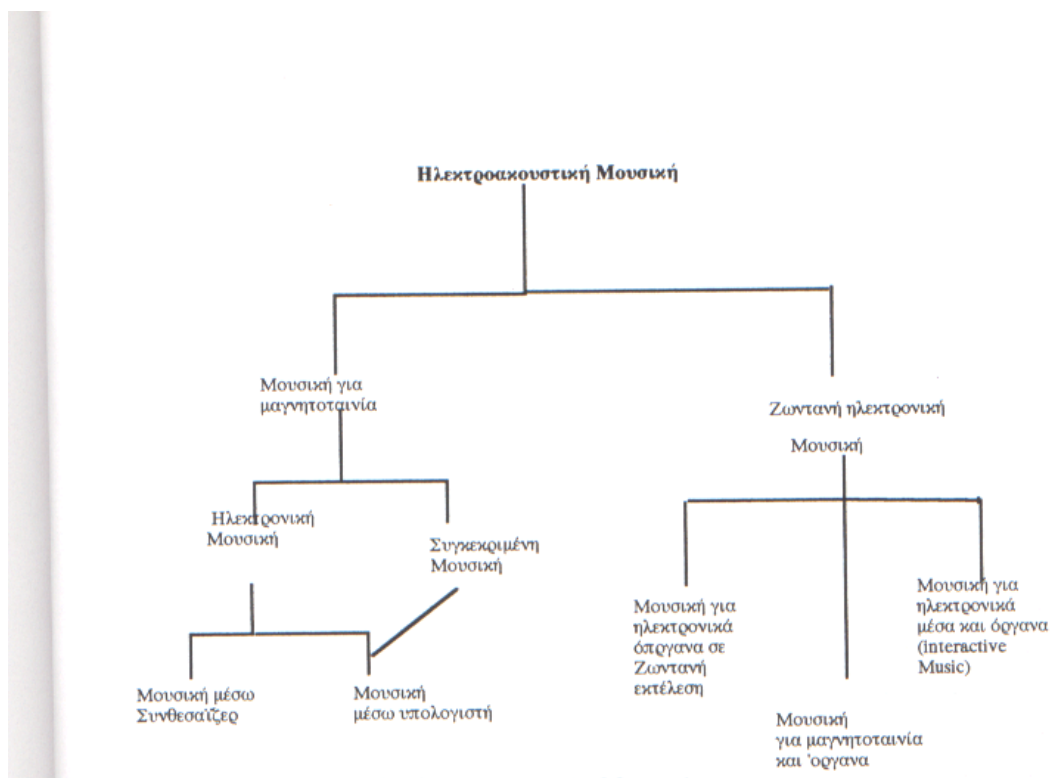 Ηλεκτροακουστική Μουσική
Μουσική για
μαγνητοταινία
Ζωντανή ηλεκτρονική
Μουσική
Ηλεκτρονική
Μουσική
Συγκεκριμένη
Μουσική
Μουσική μέσω
Συνθεσαϊζερ
Μουσική
μέσω υπολογιστή
Μουσική για
ηλεκτρονικά
όπργανα σε
Ζωντανή
εκτέλεση
Μουσική
για μαγνητοταινία
και 'οργανα
Μουσική για
ηλεκτρονικά
μέσα και όργανα
(interactive
Music)